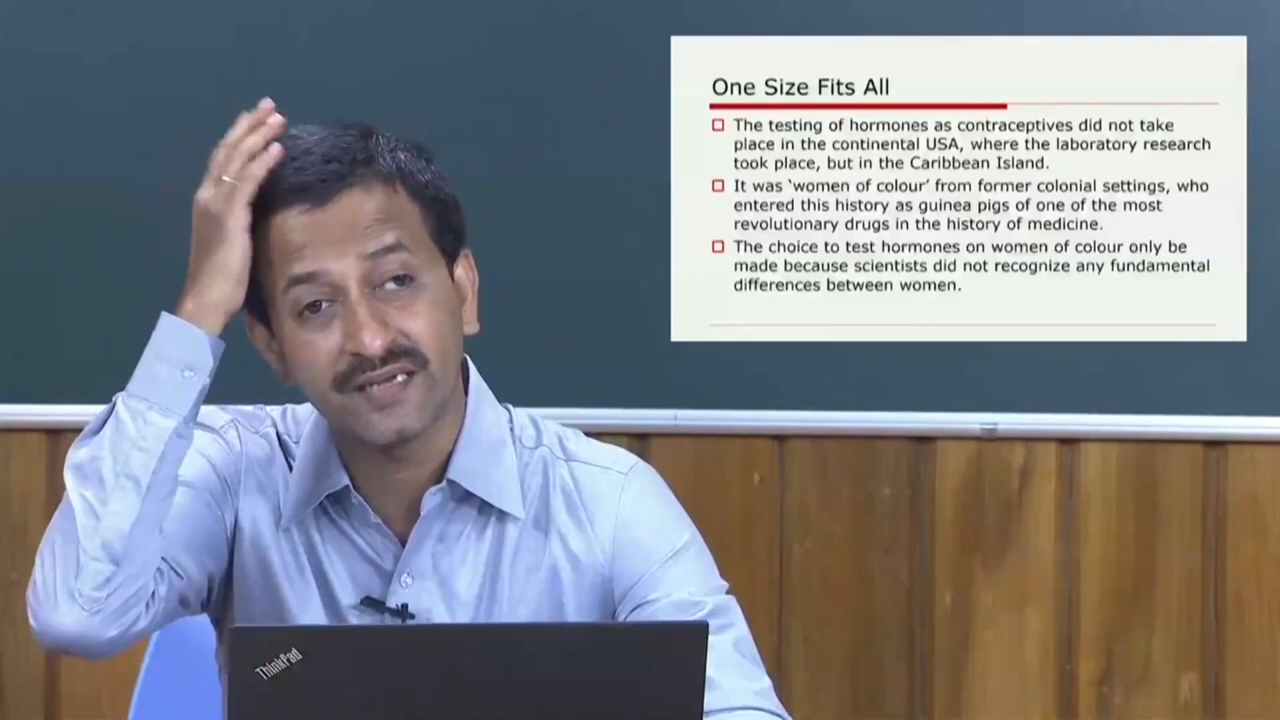 One Size Fits All
The testing of hormones as contraceptives did not take
place in the continental USA, where the laboratory research
took place, but in the Caribbean Island.
It was ‘women of colour’ from former colonial settings, who
entered this history as guinea pigs of one of the most
revolutionary drugs in the history of medicine.
The choice to test hormones on women of colour only be
made because scientists did not recognize any fundamental
differences between women.
ThinkPad